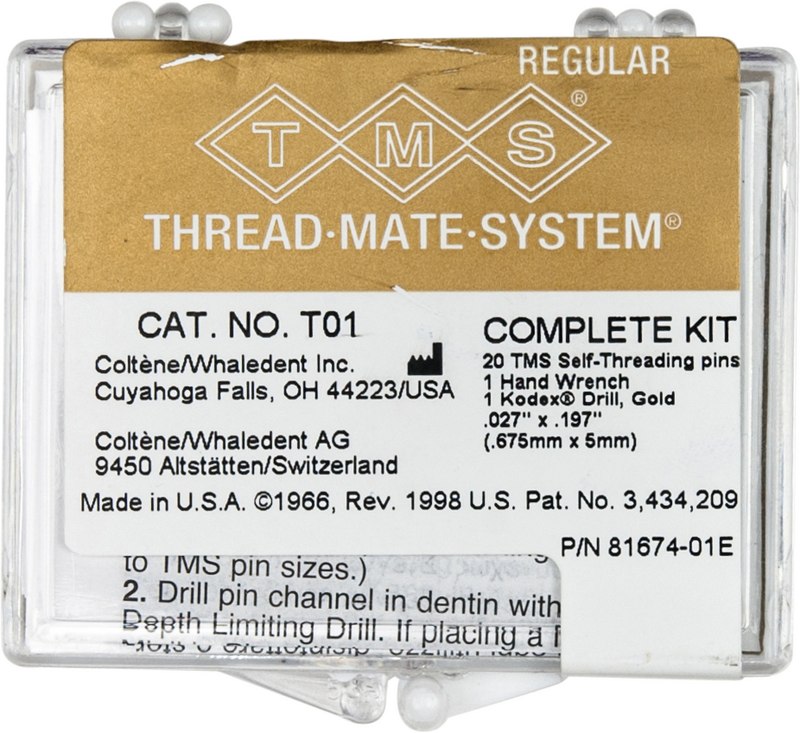 REGULAR
TMS®
THREAD·MATE·SYSTEM®
CAT. NO. T01
Coltène/Whaledent Inc.
Cuyahoga Falls, OH 44223/USA
Coltène/Whaledent AG
9450 Altstätten/Switzerland
COMPLETE KIT
20 TMS Self-Threading pins
1 Hand Wrench
1 Kodex® Drill, Gold
.027" x .197"
(.675mm x 5mm)
Made in U.S.A. ©1966, Rev. 1998 U.S. Pat. No. 3,434,209
P/N 81674-01E
to TMS pin sizes.)
2. Drill pin channel in dentin with
Depth Limiting Drill. If placing a